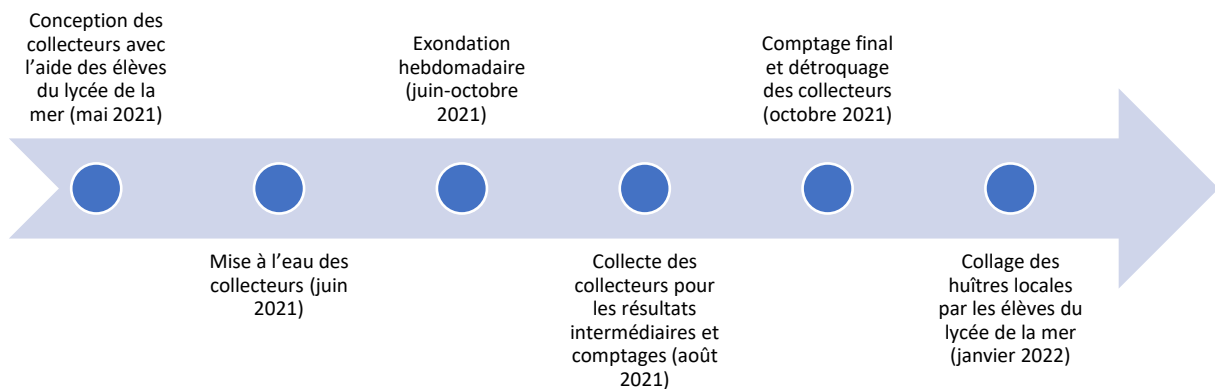 Conception des
collecteurs avec
l'aide des élèves
du lycée de la
mer (mai 2021)
Mise à l'eau des
collecteurs (juin
2021)
Exondation
hebdomadaire
(juin-octobre
2021)
Collecte des
collecteurs pour
les résultats
intermédiaires et
comptages (août
2021)
Comptage final
et détroquage
des collecteurs
(octobre 2021)
Collage des
huîtres locales
par les élèves du
lycée de la mer
(janvier 2022)